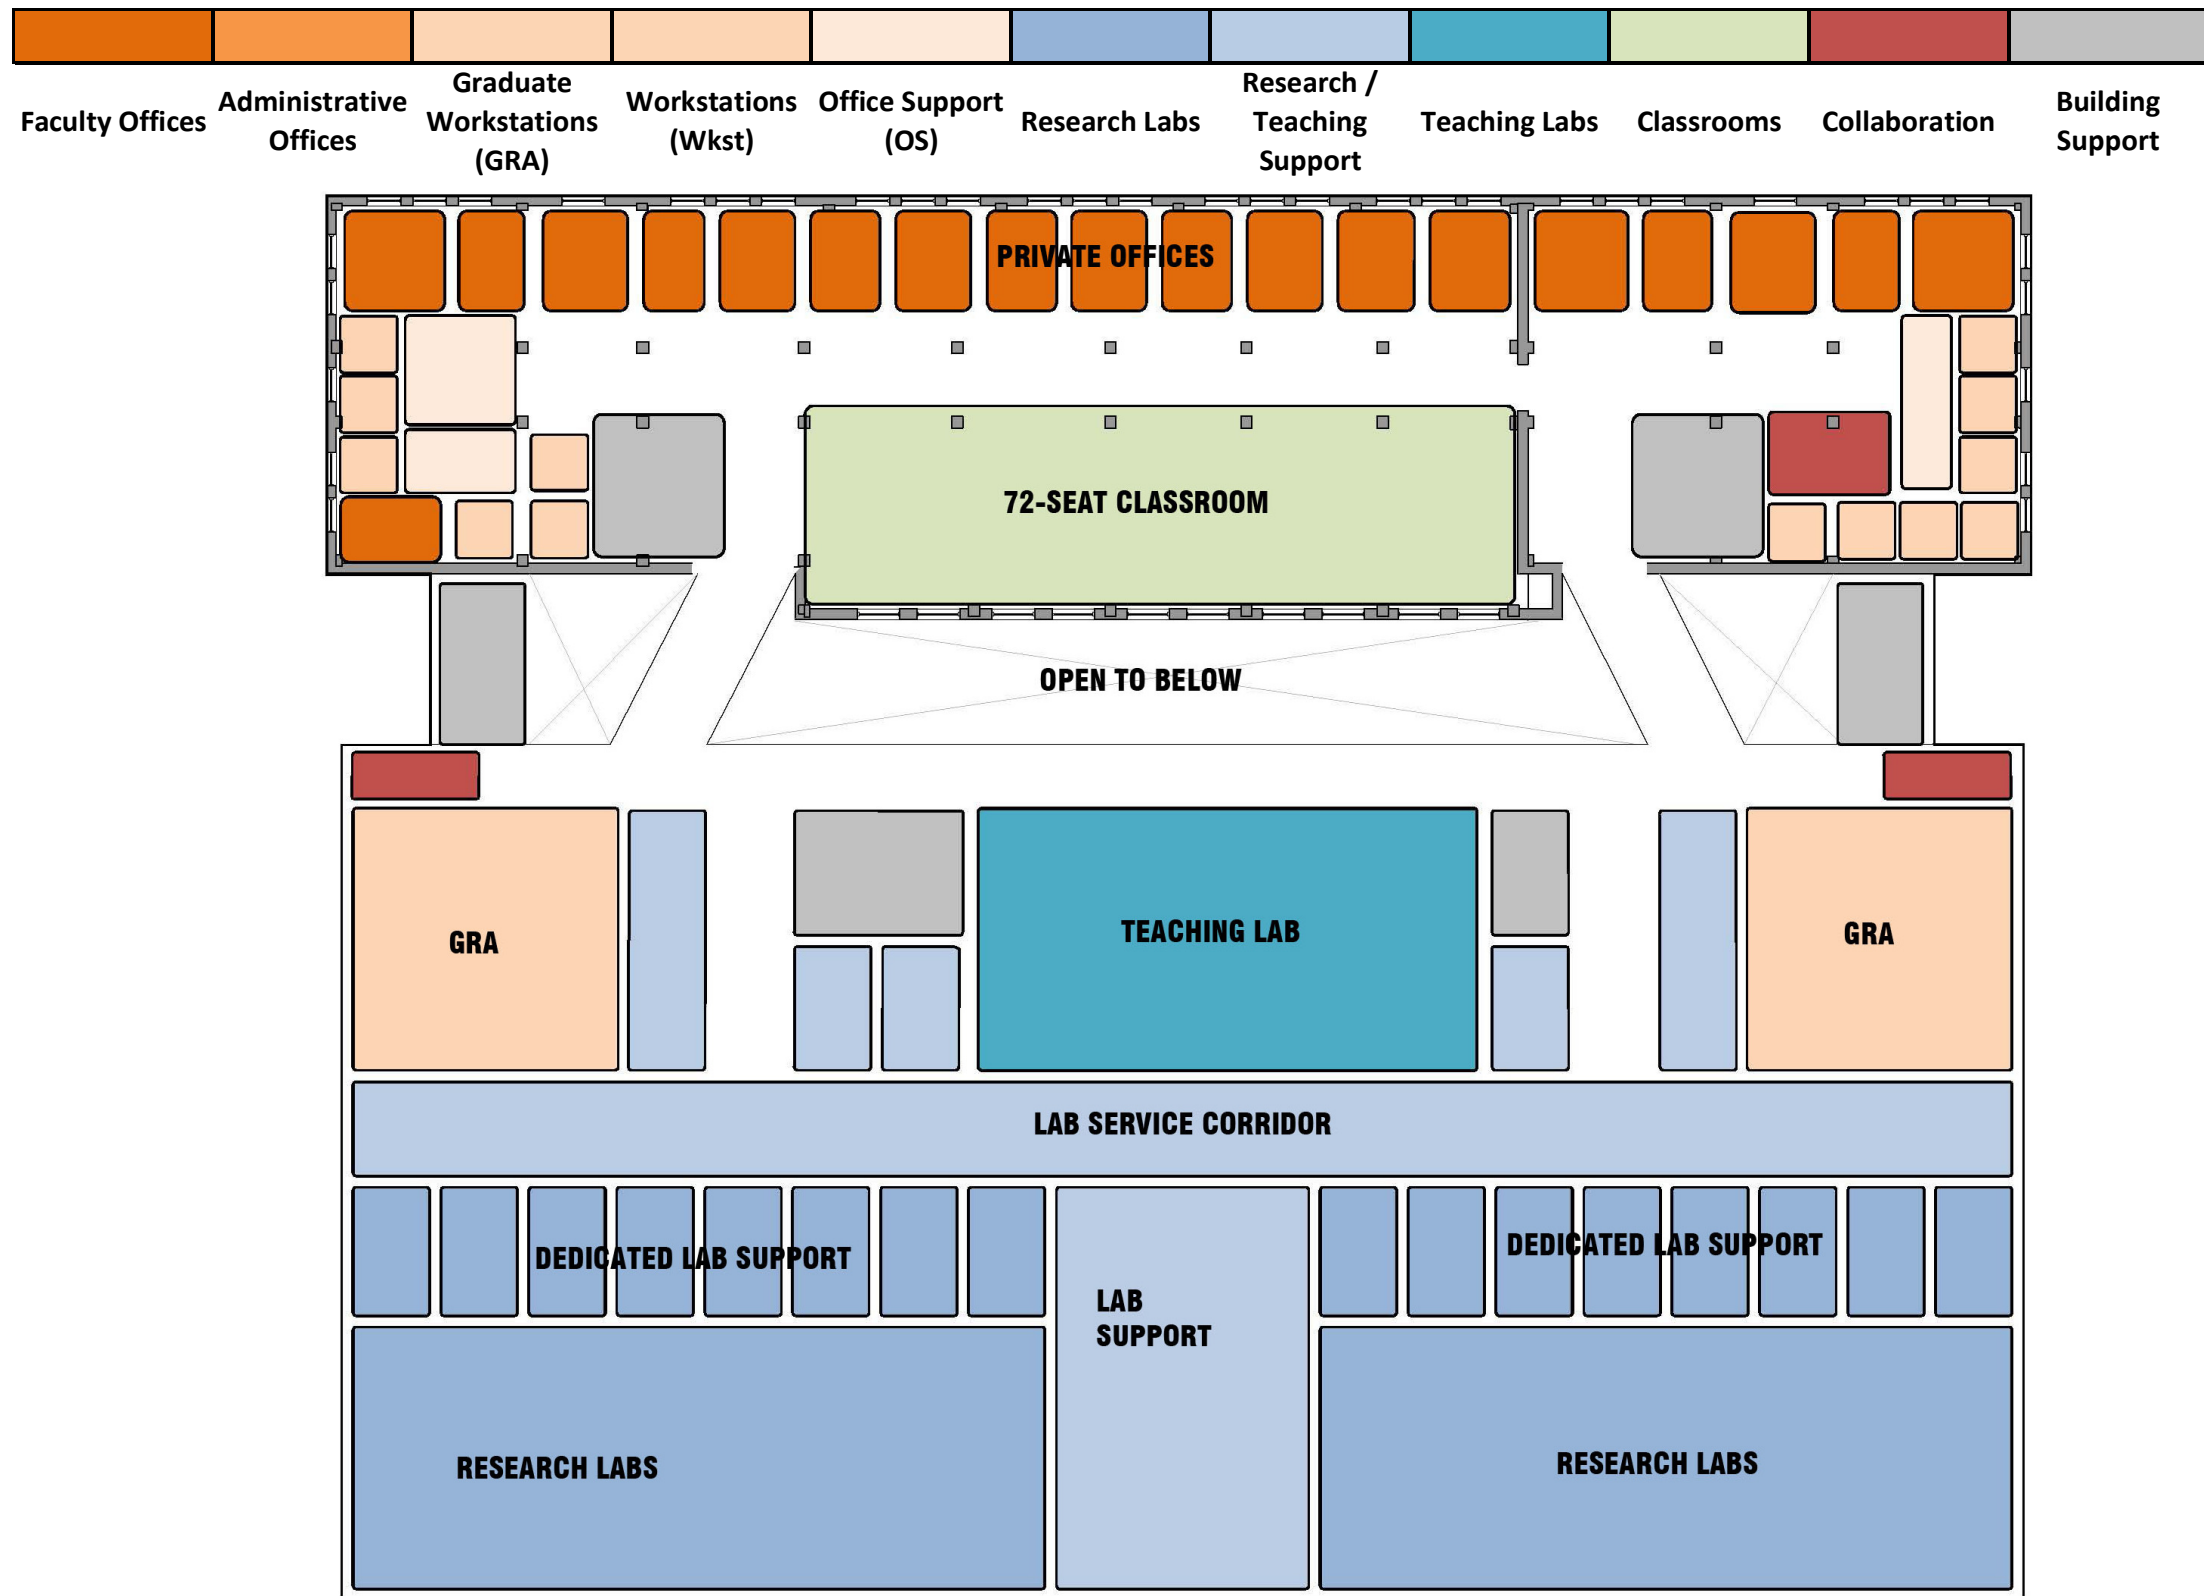 Faculty Offices
Administrative
Offices
Graduate
Workstations
(GRA)
Workstations
(Wkst)
Office Support
(OS)
Research Labs
Research /
Teaching
Support
Teaching Labs
Classrooms
Collaboration
Building
Support
PRIVATE OFFICES
72-SEAT CLASSROOM
OPEN TO BELOW
GRA
TEACHING LAB
GRA
LAB SERVICE CORRIDOR
DEDICATED LAB SUPPORT
DEDICATED LAB SUPPORT
LAB
SUPPORT
RESEARCH LABS
RESEARCH LABS